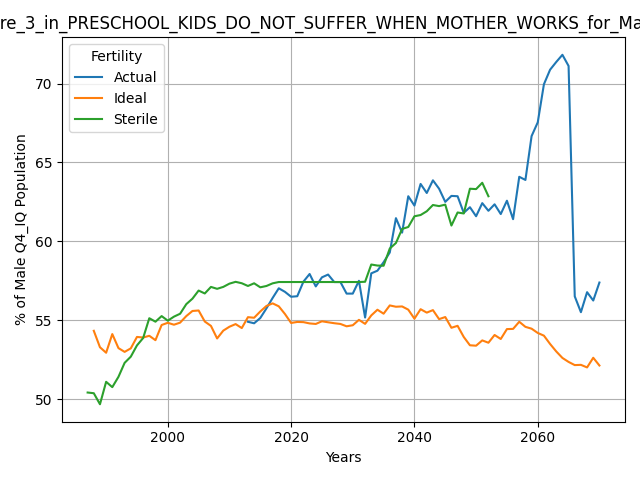 re_3_in_PRESCHOOL_KIDS_DO_NOT_SUFFER_WHEN_MOTHER_WORKS_for_Ma
Fertility
Actual
Ideal
Sterile
% of Male Q4_IQ Population
70
65
60
55
50
2000
2020
2040
2060
Years